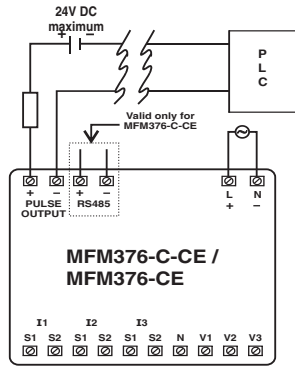 24V DC
maximum
+ −
P
L
C
Valid only for
MFM376-C-CE
+ − + − L N
PULSE
OUTPUT
RS485
+ −
MFM376-C-CE /
MFM376-CE
I1 I2 I3
S1 S2 S1 S2 S1 S2 N V1 V2 V3